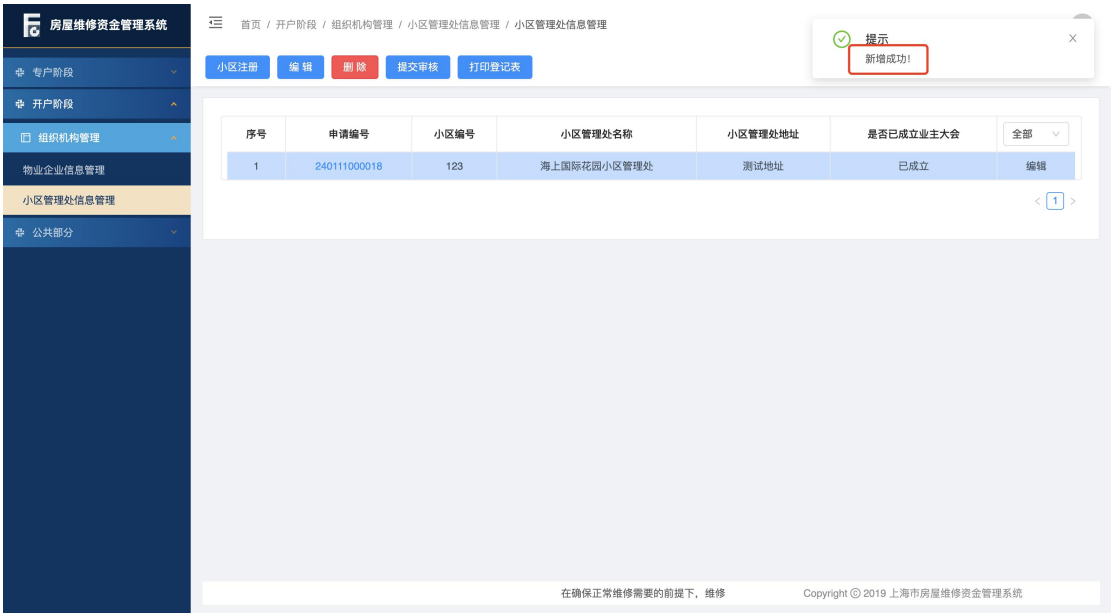 房屋维修资金管理系统
首页 / 开户阶段 / 组织机构管理 / 小区管理处信息管理 / 小区管理处信息管理
提示
新增成功!
小区注册 编 辑 删 除 提交审核 打印登记表
专户阶段
开户阶段
组织机构管理
物业企业信息管理
小区管理处信息管理
公共部分
序号 申请编号 小区编号 小区管理处名称 小区管理处地址 是否已成立业主大会 全部
1 240111000018 123 海上国际花园小区管理处 测试地址 已成立 编辑
< 1 >
在确保正常维修需要的前提下, 维修 Copyright © 2019 上海市房屋维修资金管理系统